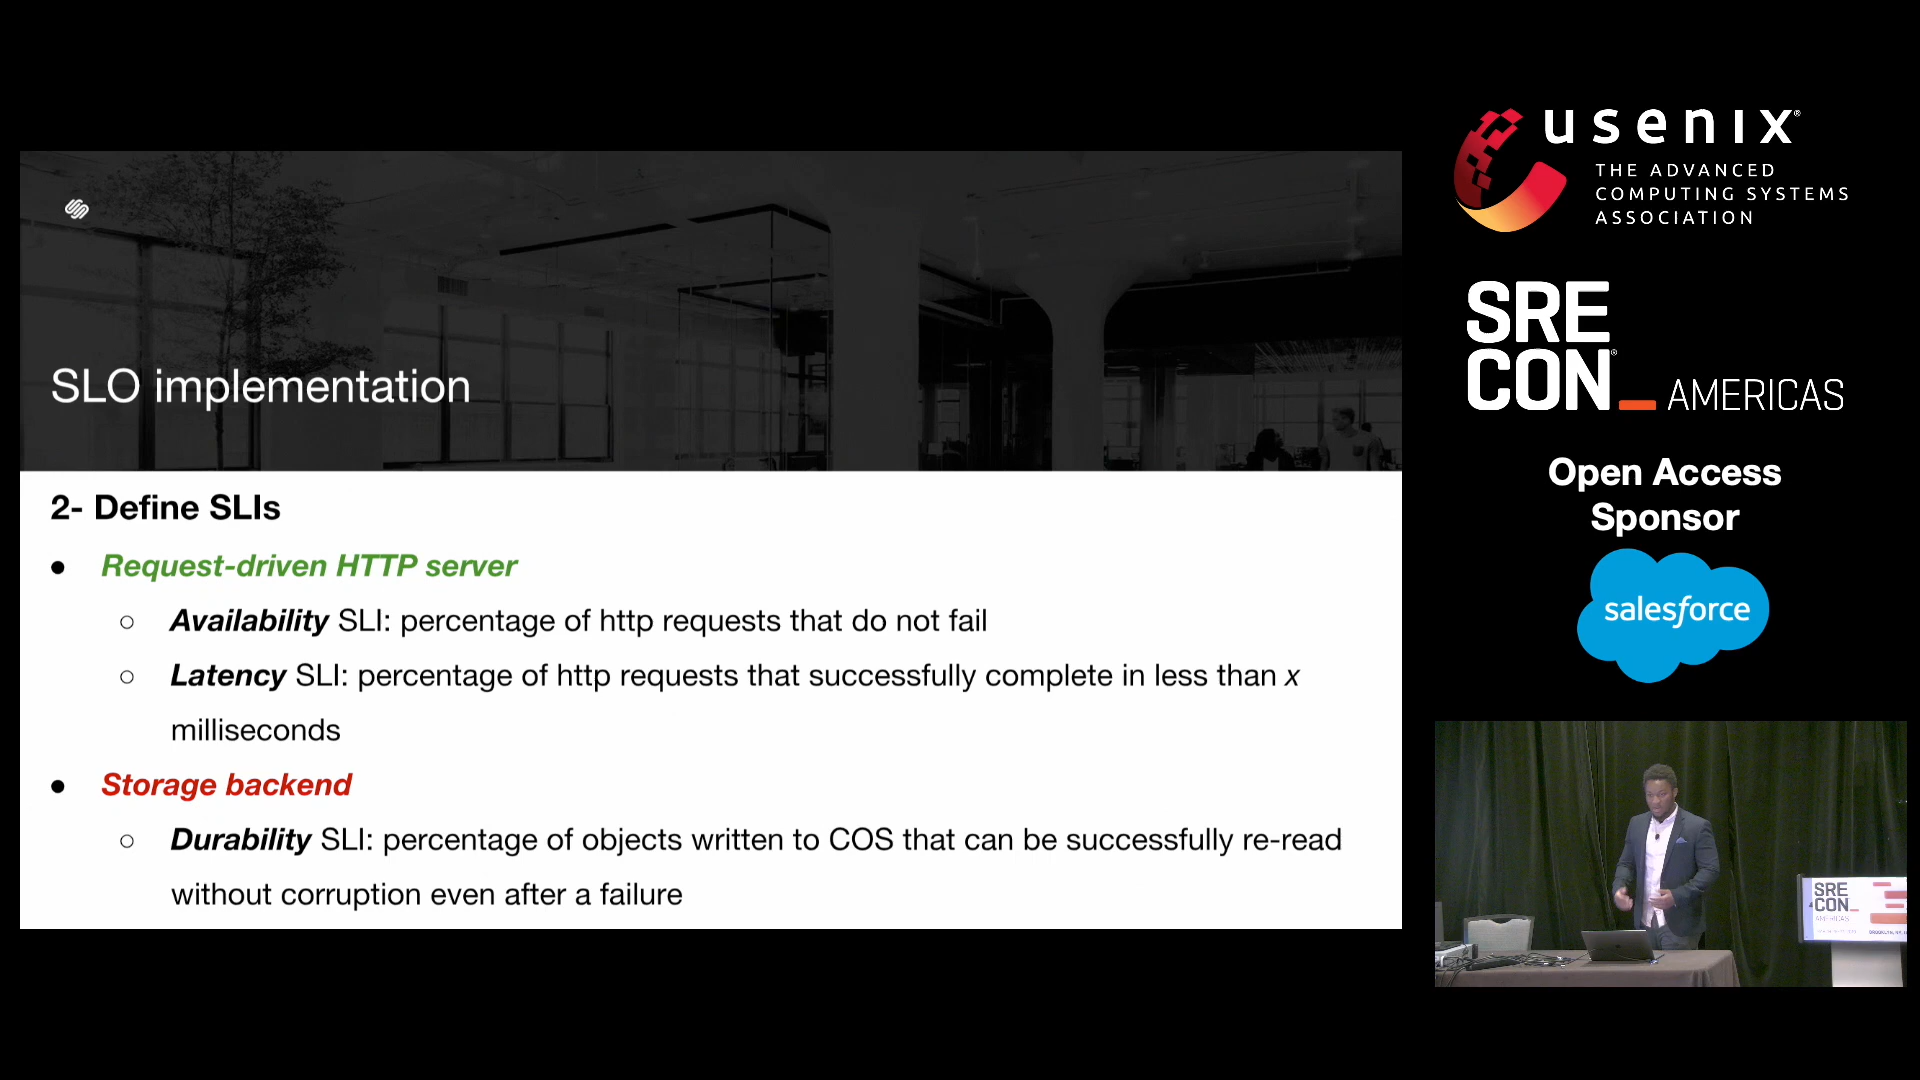 SLO implementation
2- Define SLIs
● Request-driven HTTP server
○ Availability SLI: percentage of http requests that do not fail
○ Latency SLI: percentage of http requests that successfully complete in less than x
milliseconds
● Storage backend
○ Durability SLI: percentage of objects written to COS that can be successfully re-read
without corruption even after a failure
usenix®
THE ADVANCED
COMPUTING SYSTEMS
ASSOCIATION
SRE
CON®_AMERICAS
Open Access
Sponsor
salesforce
SRE
CON_
AMERICAS